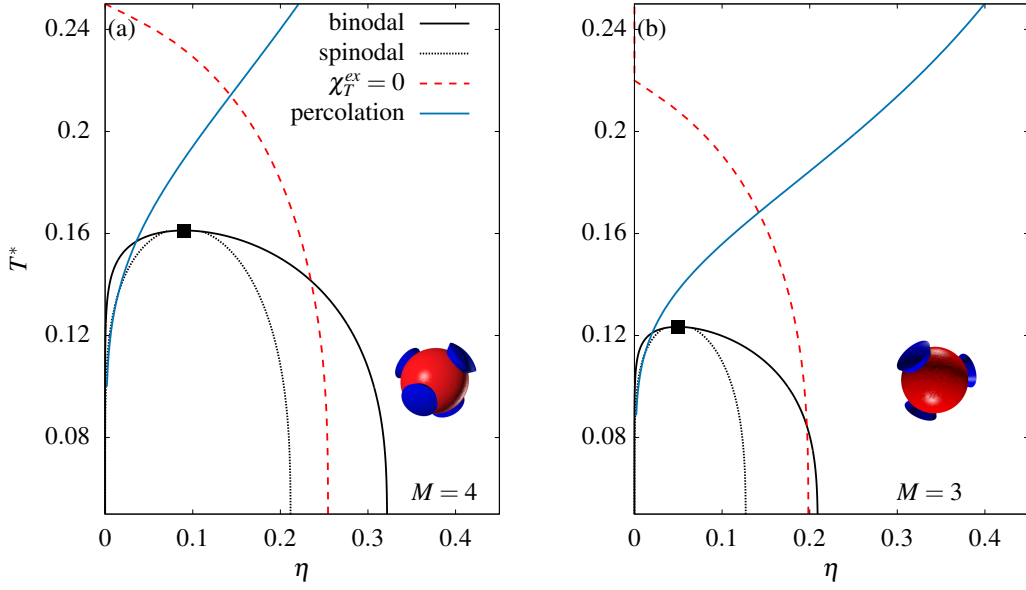 (a)
binodal
spinodal
χ_T^{ex} = 0
percolation
0.24
0.2
0.16
0.12
0.08
T*
M = 4
0 0.1 0.2 0.3 0.4
η
(b)
0.24
0.2
0.16
0.12
0.08
M = 3
0 0.1 0.2 0.3 0.4
η